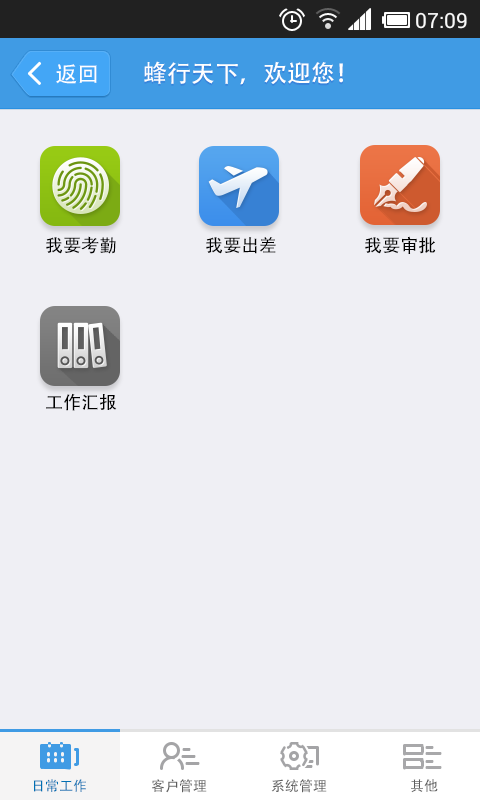 07:09
返回
蜂行天下，欢迎您！
我要考勤
我要出差
我要审批
工作汇报
日常工作
客户管理
系统管理
其他